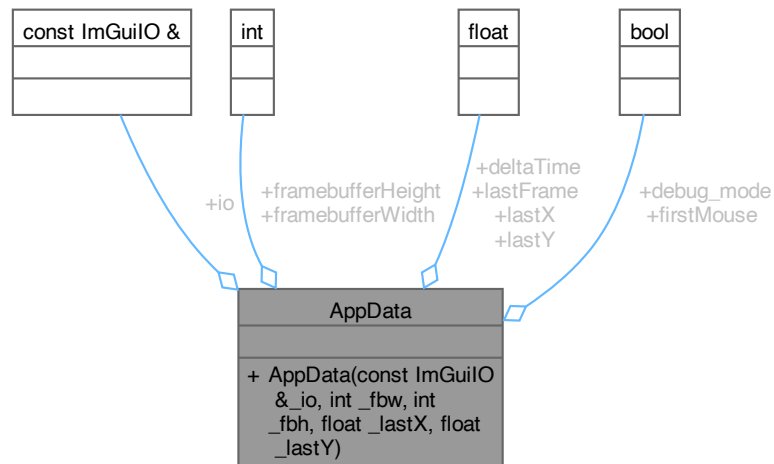 const ImGuiIO &
int
float
bool
+io
+framebufferHeight
+framebufferWidth
+deltaTime
+lastFrame
+lastX
+lastY
+debug_mode
+firstMouse
AppData
+ AppData(const ImGuiIO
&_io, int _fbw, int
_fbh, float _lastX, float
_lastY)